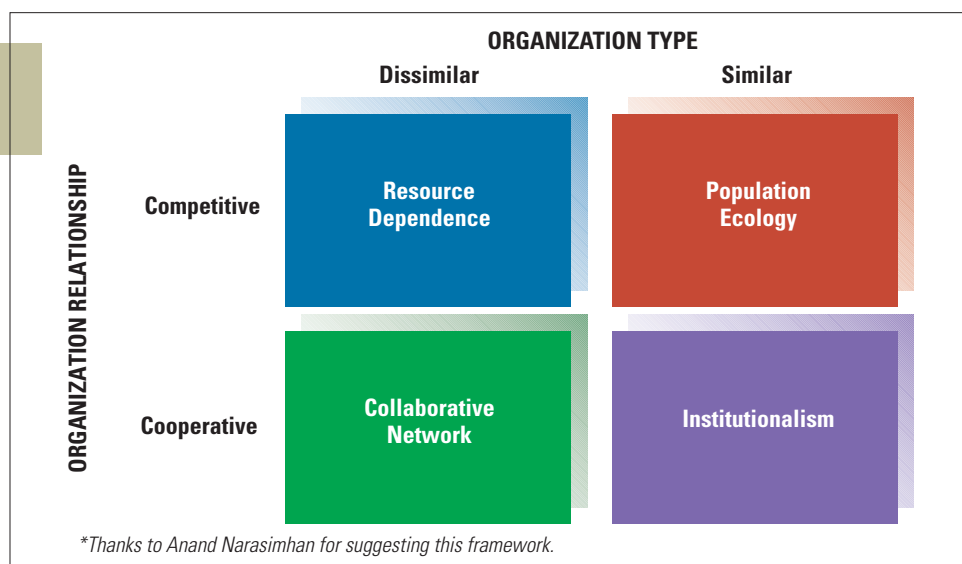 ORGANIZATION TYPE
Dissimilar
Similar
ORGANIZATION RELATIONSHIP
Competitive
Resource
Dependence
Population
Ecology
Cooperative
Collaborative
Network
Institutionalism
*Thanks to Anand Narasimhan for suggesting this framework.